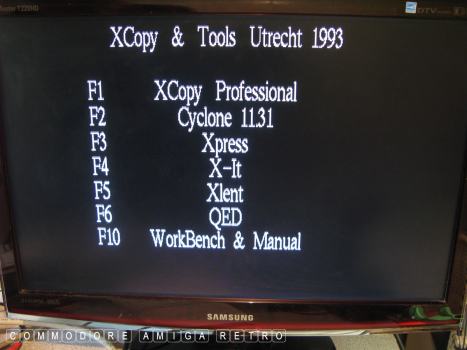 XCopy & Tools Utrecht 1993
F1 XCopy Professional
F2 Cyclone 11.31
F3 Xpress
F4 X-It
F5 Xlent
F6 QED
F10 WorkBench & Manual
SAMSUNG
COMMODORE AMIGA RETRO